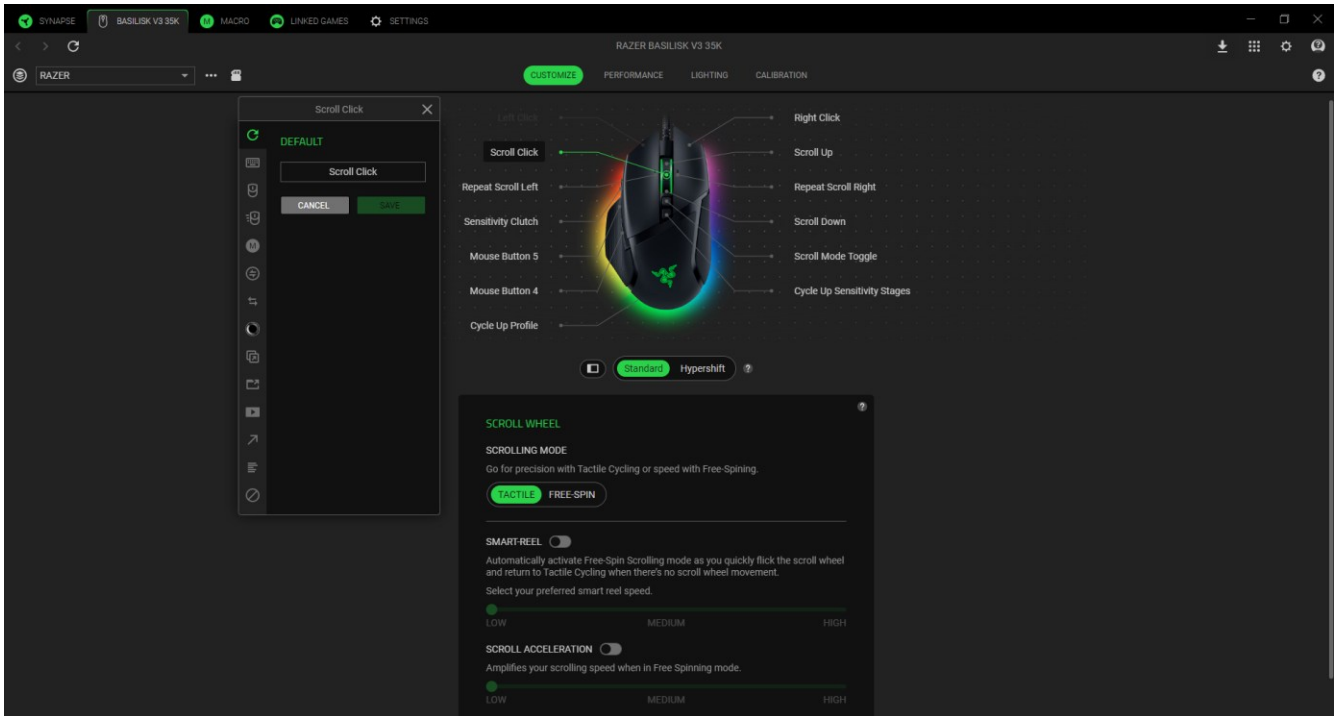 SYNAPSE
BASILISK V3 35K
MACRO
LINKED GAMES
SETTINGS
RAZER BASILISK V3 35K
RAZER
CUSTOMIZE
PERFORMANCE
LIGHTING
CALIBRATION
Scroll Click
DEFAULT
Scroll Click
CANCEL
SAVE
Left Click
Scroll Click
Repeat Scroll Left
Sensitivity Clutch
Mouse Button 5
Mouse Button 4
Cycle Up Profile
Right Click
Scroll Up
Repeat Scroll Right
Scroll Down
Scroll Mode Toggle
Cycle Up Sensitivity Stages
Standard
Hypershift
SCROLL WHEEL
SCROLLING MODE
Go for precision with Tactile Cycling or speed with Free-Spining.
TACTILE
FREE-SPIN
SMART-REEL
Automatically activate Free-Spin Scrolling mode as you quickly flick the scroll wheel
and return to Tactile Cycling when there's no scroll wheel movement.
Select your preferred smart reel speed.
LOW
MEDIUM
HIGH
SCROLL ACCELERATION
Amplifies your scrolling speed when in Free Spinning mode.
LOW
MEDIUM
HIGH